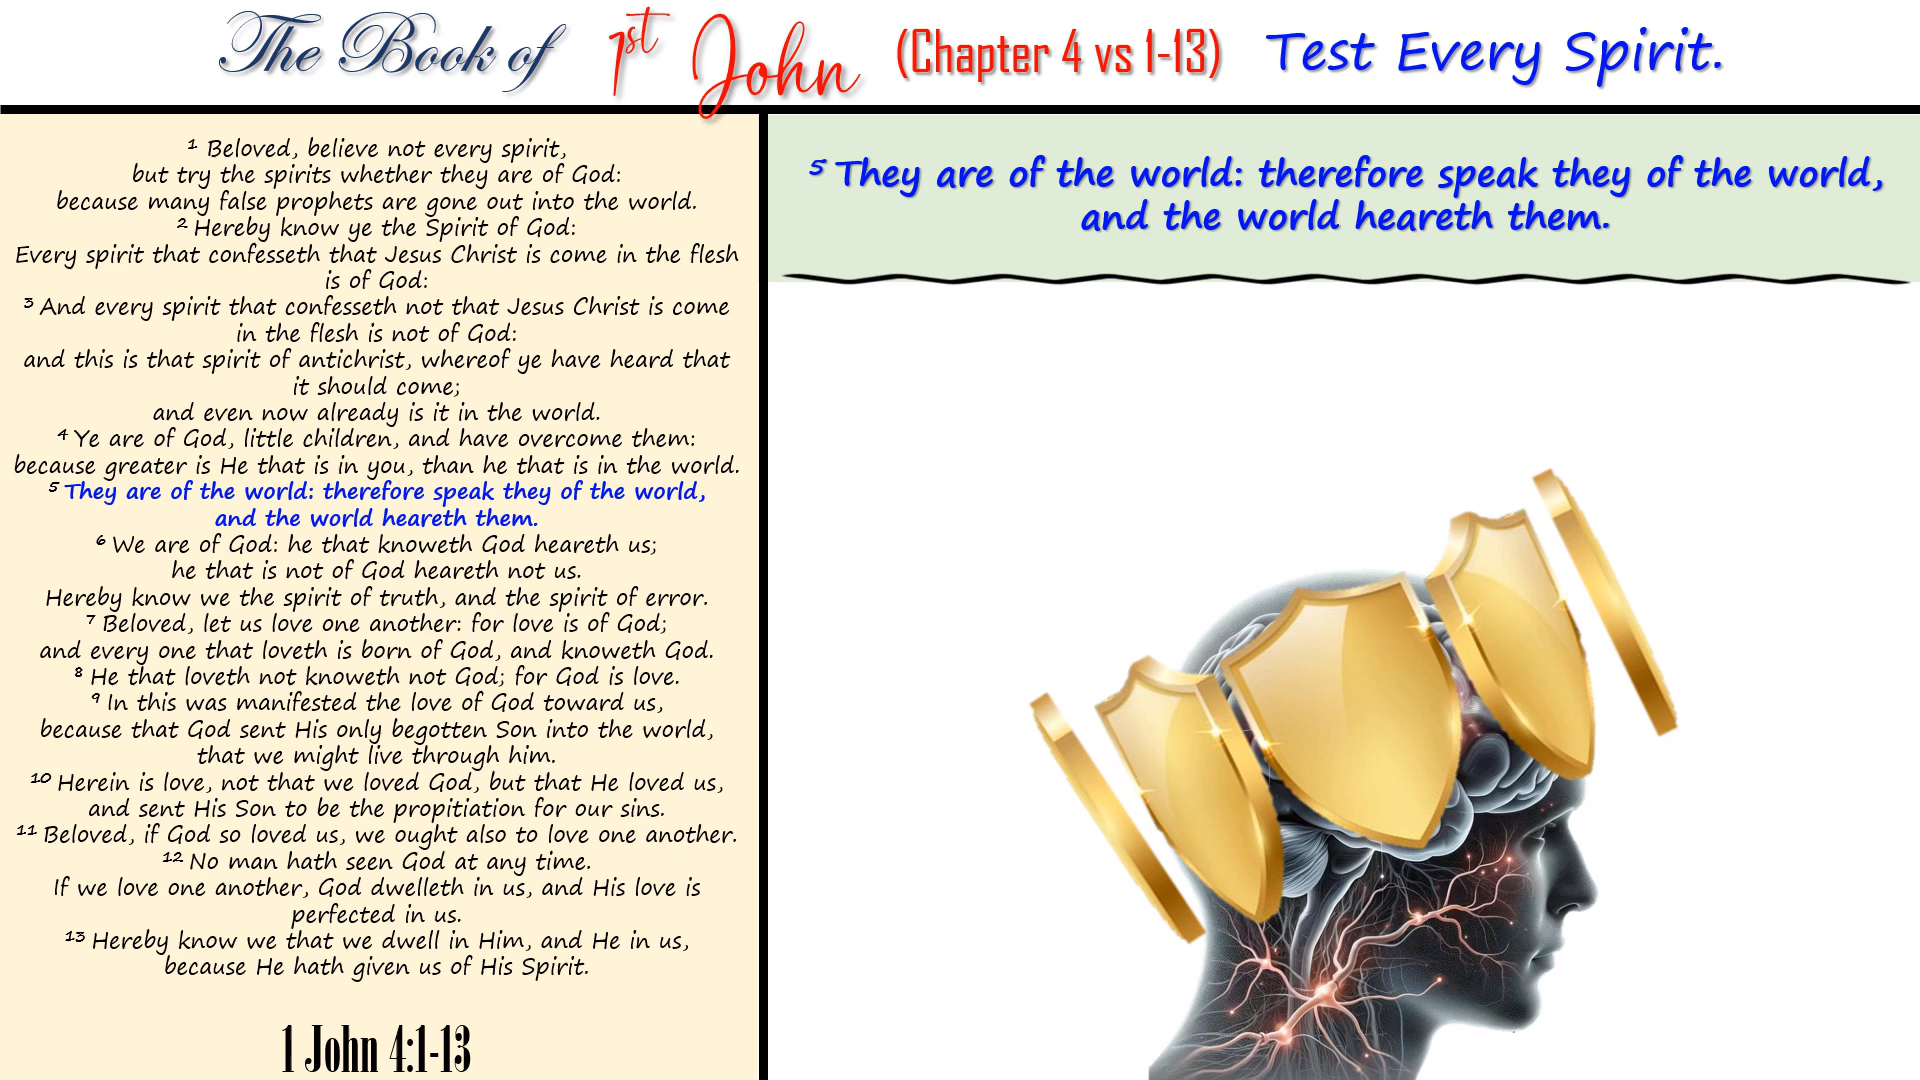 The Book of 1st John (Chapter 4 vs 1-13) Test Every Spirit.
1 Beloved, believe not every spirit,
but try the spirits whether they are of God:
because many false prophets are gone out into the world.
2 Hereby know ye the Spirit of God:
Every spirit that confesseth that Jesus Christ is come in the flesh
is of God:
3 And every spirit that confesseth not that Jesus Christ is come
in the flesh is not of God:
and this is that spirit of antichrist, whereof ye have heard that
it should come;
and even now already is it in the world.
4 Ye are of God, little children, and have overcome them:
because greater is He that is in you, than he that is in the world.
5 They are of the world: therefore speak they of the world,
and the world heareth them.
6 We are of God: he that knoweth God heareth us;
he that is not of God heareth not us.
Hereby know we the spirit of truth, and the spirit of error.
7 Beloved, let us love one another: for love is of God;
and every one that loveth is born of God, and knoweth God.
8 He that loveth not knoweth not God; for God is love.
9 In this was manifested the love of God toward us,
because that God sent His only begotten Son into the world,
that we might live through him.
10 Herein is love, not that we loved God, but that He loved us,
and sent His Son to be the propitiation for our sins.
11 Beloved, if God so loved us, we ought also to love one another.
12 No man hath seen God at any time.
If we love one another, God dwelleth in us, and His love is
perfected in us.
13 Hereby know we that we dwell in Him, and He in us,
because He hath given us of His Spirit.
1 John 4:1-13
5 They are of the world: therefore speak they of the world,
and the world heareth them.